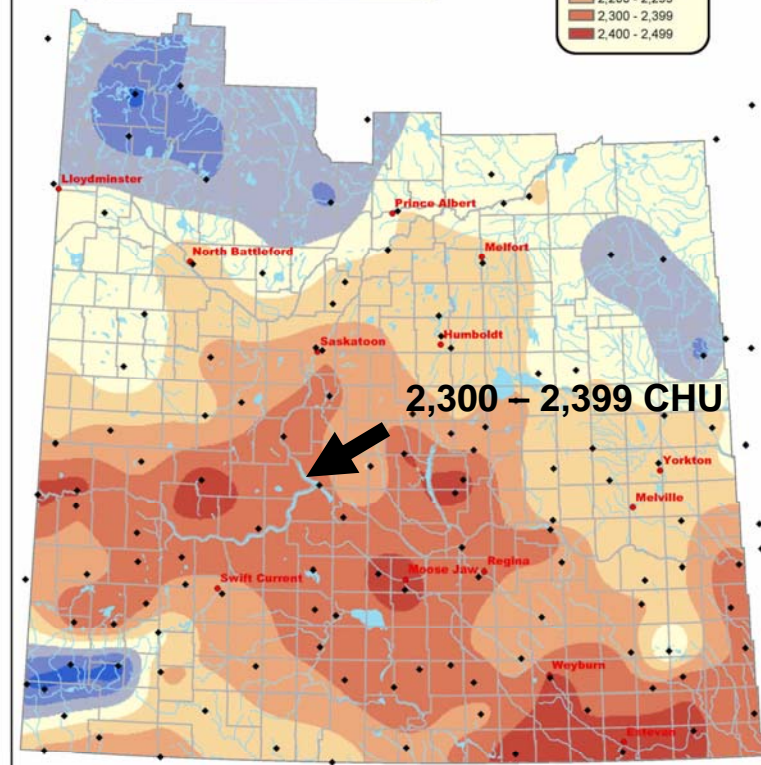 2,300 - 2,399
2,400 - 2,499
Lloydminster
Prince Albert
North Battleford
Melfort
Saskatoon
Humboldt
2,300 – 2,399 CHU
Yorkton
Melville
Swift Current
Moose Jaw
Regina
Weyburn
Estevan